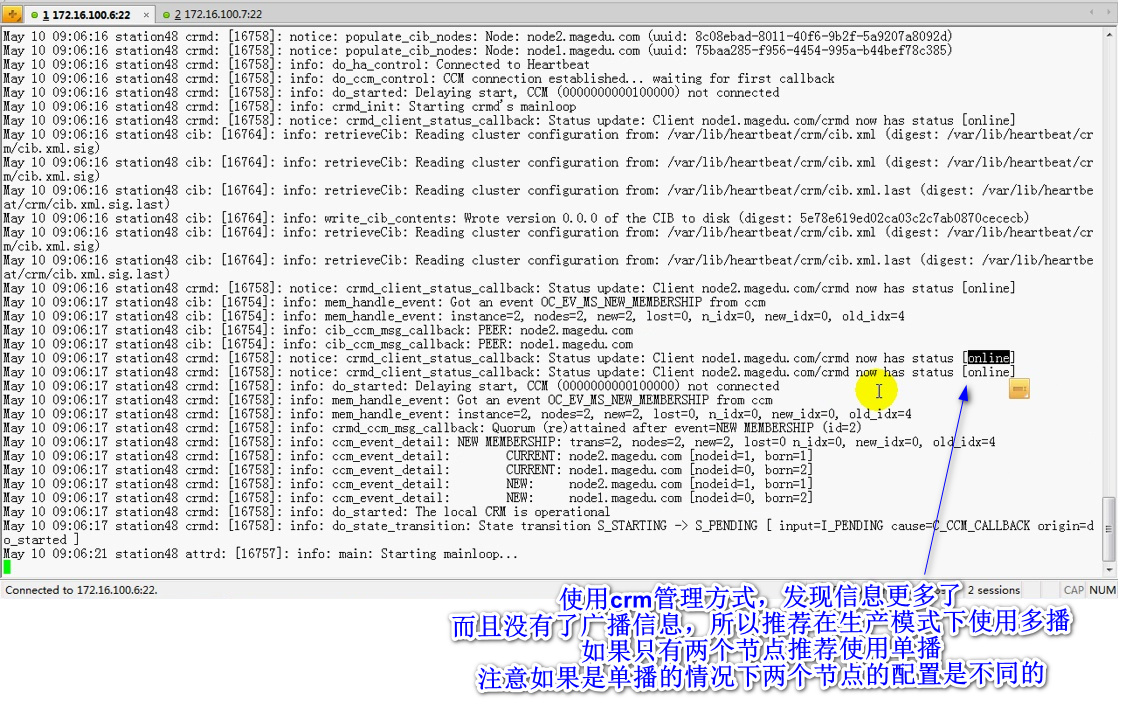 1 172.16.100.6:22 × 2 172.16.100.7:22
May 10 09:06:16 station48 crmd: [16758]: notice: populate_cib_nodes: Node: node2.magedu.com (uuid: 8c08ebad-8011-40f6-9b2f-5a9207a8092d)
May 10 09:06:16 station48 crmd: [16758]: notice: populate_cib_nodes: Node: node1.magedu.com (uuid: 75baa285-f956-4454-995a-b44bef78c385)
May 10 09:06:16 station48 crmd: [16758]: info: do_ha_control: Connected to Heartbeat
May 10 09:06:16 station48 crmd: [16758]: info: do_ccm_control: CCM connection established... waiting for first callback
May 10 09:06:16 station48 crmd: [16758]: info: do_started: Delaying start, CCM (0000000000100000) not connected
May 10 09:06:16 station48 crmd: [16758]: info: crmd_init: Starting crmd's mainloop
May 10 09:06:16 station48 crmd: [16758]: notice: crmd_client_status_callback: Status update: Client node1.magedu.com/crmd now has status [online]
May 10 09:06:16 station48 cib: [16764]: info: retrieveCib: Reading cluster configuration from: /var/lib/heartbeat/crm/cib.xml (digest: /var/lib/heartbeat/cr
m/cib.xml.sig)
May 10 09:06:16 station48 cib: [16764]: info: retrieveCib: Reading cluster configuration from: /var/lib/heartbeat/crm/cib.xml (digest: /var/lib/heartbeat/cr
m/cib.xml.sig)
May 10 09:06:16 station48 cib: [16764]: info: retrieveCib: Reading cluster configuration from: /var/lib/heartbeat/crm/cib.xml.last (digest: /var/lib/heartbe
at/crm/cib.xml.sig.last)
May 10 09:06:16 station48 cib: [16764]: info: write_cib_contents: Wrote version 0.0.0 of the CIB to disk (digest: 5e78e619ed02ca03c2c7ab0870cececb)
May 10 09:06:16 station48 cib: [16764]: info: retrieveCib: Reading cluster configuration from: /var/lib/heartbeat/crm/cib.xml (digest: /var/lib/heartbeat/cr
m/cib.xml.sig)
May 10 09:06:16 station48 cib: [16764]: info: retrieveCib: Reading cluster configuration from: /var/lib/heartbeat/crm/cib.xml.last (digest: /var/lib/heartbe
at/crm/cib.xml.sig.last)
May 10 09:06:16 station48 crmd: [16758]: notice: crmd_client_status_callback: Status update: Client node2.magedu.com/crmd now has status [online]
May 10 09:06:17 station48 cib: [16754]: info: mem_handle_event: Got an event OC_EV_MS_NEW_MEMBERSHIP from ccm
May 10 09:06:17 station48 cib: [16754]: info: mem_handle_event: instance=2, nodes=2, new=2, lost=0, n_idx=0, new_idx=0, old_idx=4
May 10 09:06:17 station48 cib: [16754]: info: cib_ccm_msg_callback: PEER: node2.magedu.com
May 10 09:06:17 station48 cib: [16754]: info: cib_ccm_msg_callback: PEER: node1.magedu.com
May 10 09:06:17 station48 crmd: [16758]: notice: crmd_client_status_callback: Status update: Client node1.magedu.com/crmd now has status [online]
May 10 09:06:17 station48 crmd: [16758]: notice: crmd_client_status_callback: Status update: Client node2.magedu.com/crmd now has status [online]
May 10 09:06:17 station48 crmd: [16758]: info: do_started: Delaying start, CCM (0000000000100000) not connected
May 10 09:06:17 station48 crmd: [16758]: info: mem_handle_event: Got an event OC_EV_MS_NEW_MEMBERSHIP from ccm
May 10 09:06:17 station48 crmd: [16758]: info: mem_handle_event: instance=2, nodes=2, new=2, lost=0, n_idx=0, new_idx=0, old_idx=4
May 10 09:06:17 station48 crmd: [16758]: info: crmd_ccm_msg_callback: Quorum (re)attained after event=NEW MEMBERSHIP (id=2)
May 10 09:06:17 station48 crmd: [16758]: info: ccm_event_detail: NEW MEMBERSHIP: trans=2, nodes=2, new=2, lost=0 n_idx=0, new_idx=0, old_idx=4
May 10 09:06:17 station48 crmd: [16758]: info: ccm_event_detail: CURRENT: node2.magedu.com [nodeid=1, born=1]
May 10 09:06:17 station48 crmd: [16758]: info: ccm_event_detail: CURRENT: node1.magedu.com [nodeid=0, born=2]
May 10 09:06:17 station48 crmd: [16758]: info: ccm_event_detail: NEW: node2.magedu.com [nodeid=1, born=1]
May 10 09:06:17 station48 crmd: [16758]: info: ccm_event_detail: NEW: node1.magedu.com [nodeid=0, born=2]
May 10 09:06:17 station48 crmd: [16758]: info: do_started: The local CRM is operational
May 10 09:06:17 station48 crmd: [16758]: info: do_state_transition: State transition S_STARTING -> S_PENDING [ input=I_PENDING cause=C_CCM_CALLBACK origin=d
o_started ]
May 10 09:06:21 station48 attrd: [16757]: info: main: Starting mainloop...
Connected to 172.16.100.6:22. 2 sessions CAP NUM
使用crm管理方式，发现信息更多了
而且没有了广播信息，所以推荐在生产模式下使用多播
如果只有两个节点推荐使用单播
注意如果是单播的情况下两个节点的配置是不同的